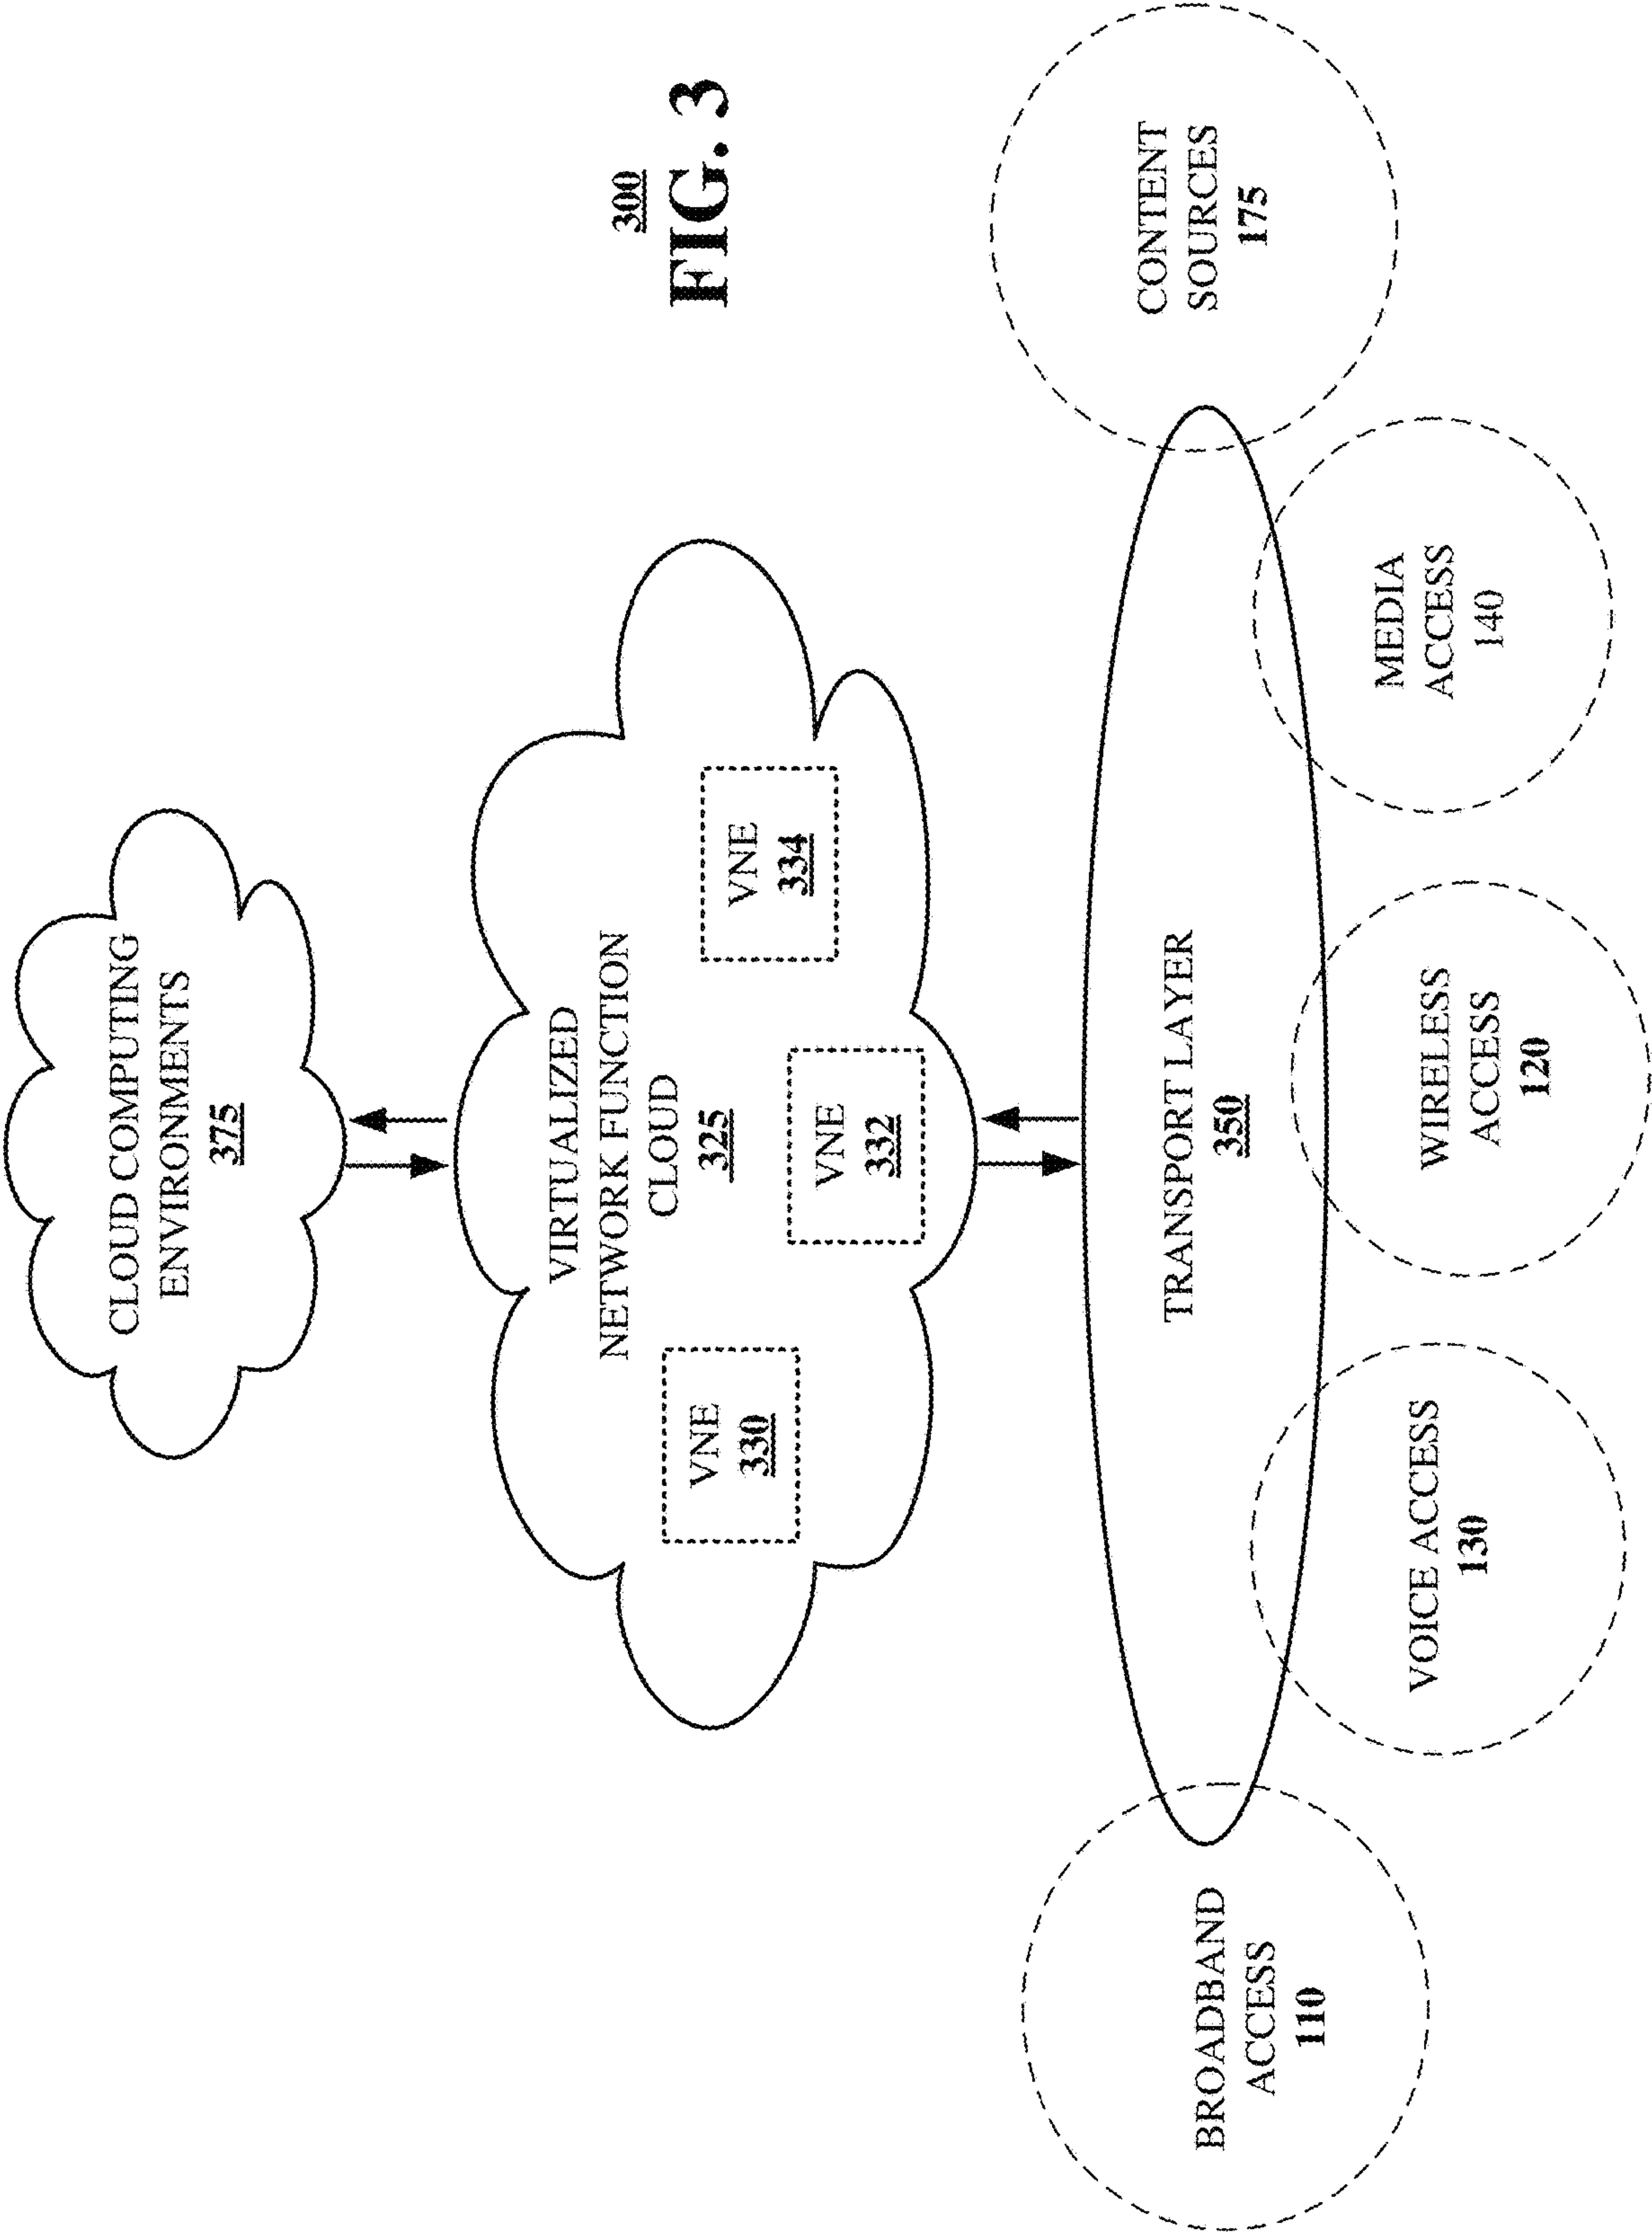 CLOUD COMPUTING
ENVIRONMENTS
375
VIRTUALIZED
NETWORK FUNCTION
CLOUD
325
VNE
330
VNE
332
VNE
334
300
FIG. 3
TRANSPORT LAYER
350
BROADBAND
ACCESS
110
VOICE ACCESS
130
WIRELESS
ACCESS
120
MEDIA
ACCESS
140
CONTENT
SOURCES
175